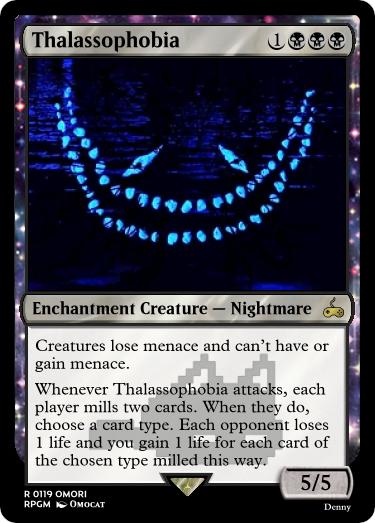 Thalassophobia 1
Enchantment Creature — Nightmare
Creatures lose menace and can't have or
gain menace.
Whenever Thalassophobia attacks, each
player mills two cards. When they do,
choose a card type. Each opponent loses
1 life and you gain 1 life for each card of
the chosen type milled this way.
5/5
R 0119 OMORI
RPGM OMOCAT
Denny